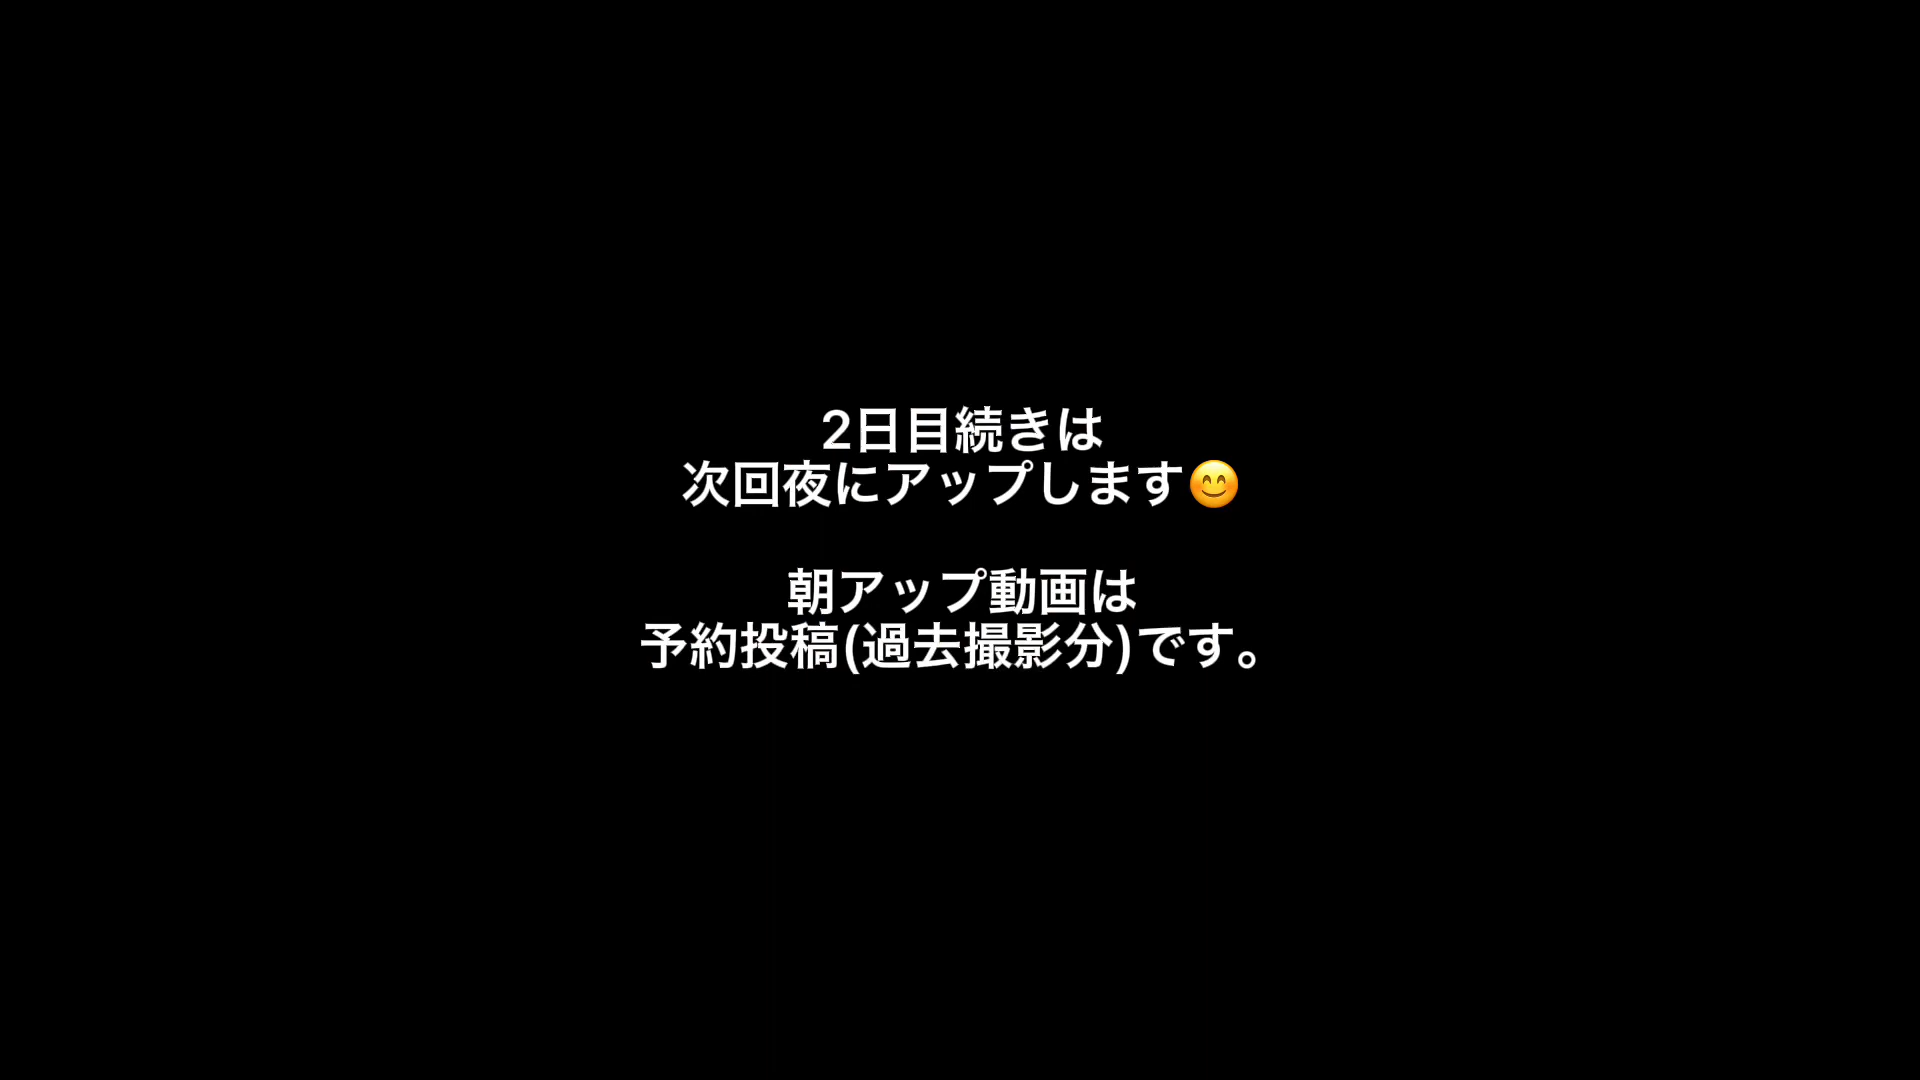 2日目続きは
次回夜にアップします😊
朝アップ動画は
予約投稿(過去撮影分)です。